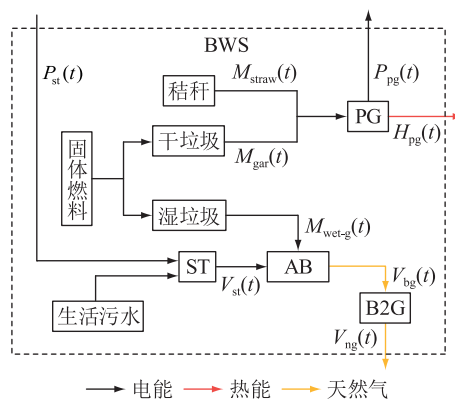 BWS
P_st(t)
M_straw(t)
P_pg(t)
秸秆
PG
固体燃料
干垃圾
M_gar(t)
H_pg(t)
湿垃圾
M_wet-g(t)
ST
AB
V_st(t)
V_bg(t)
生活污水
B2G
V_ng(t)
电能
热能
天然气